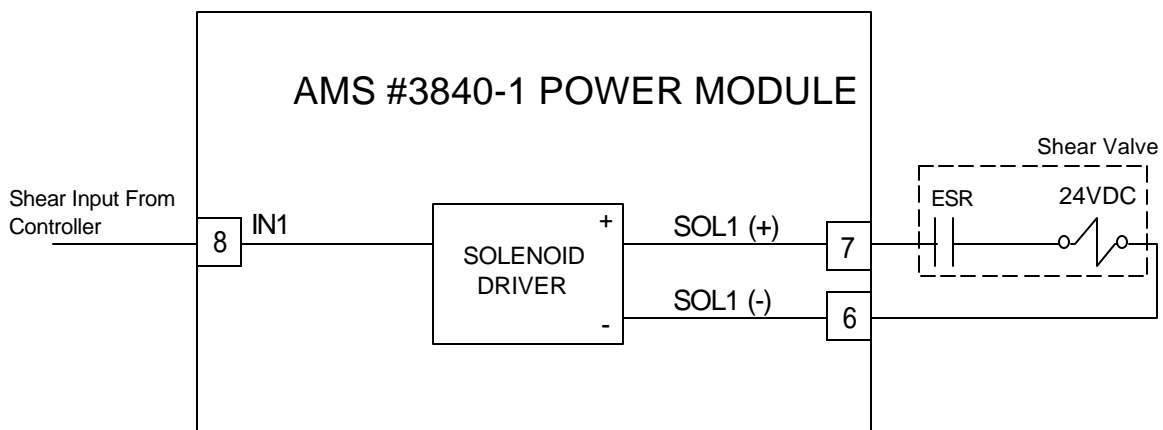 AMS #3840-1 POWER MODULE
Shear Valve
Shear Input From
Controller
8
IN1
SOLENOID
DRIVER
+
-
SOL1 (+)
SOL1 (-)
7
6
ESR
24VDC